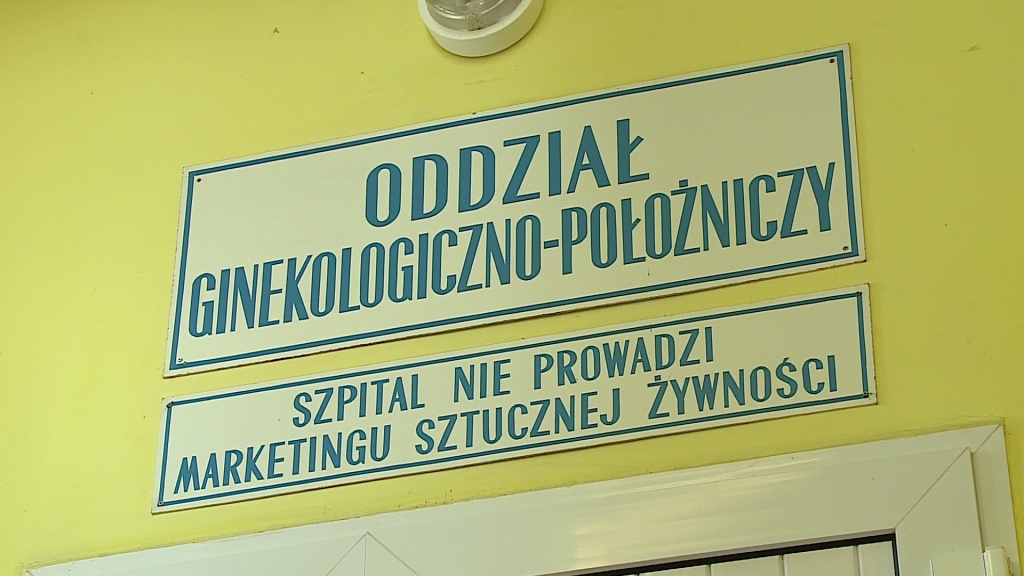 ODDZIAŁ
GINEKOLOGICZNO-POŁOŻNICZY
SZPITAL NIE PROWADZI
MARKETINGU SZTUCZNEJ ŻYWNOŚCI